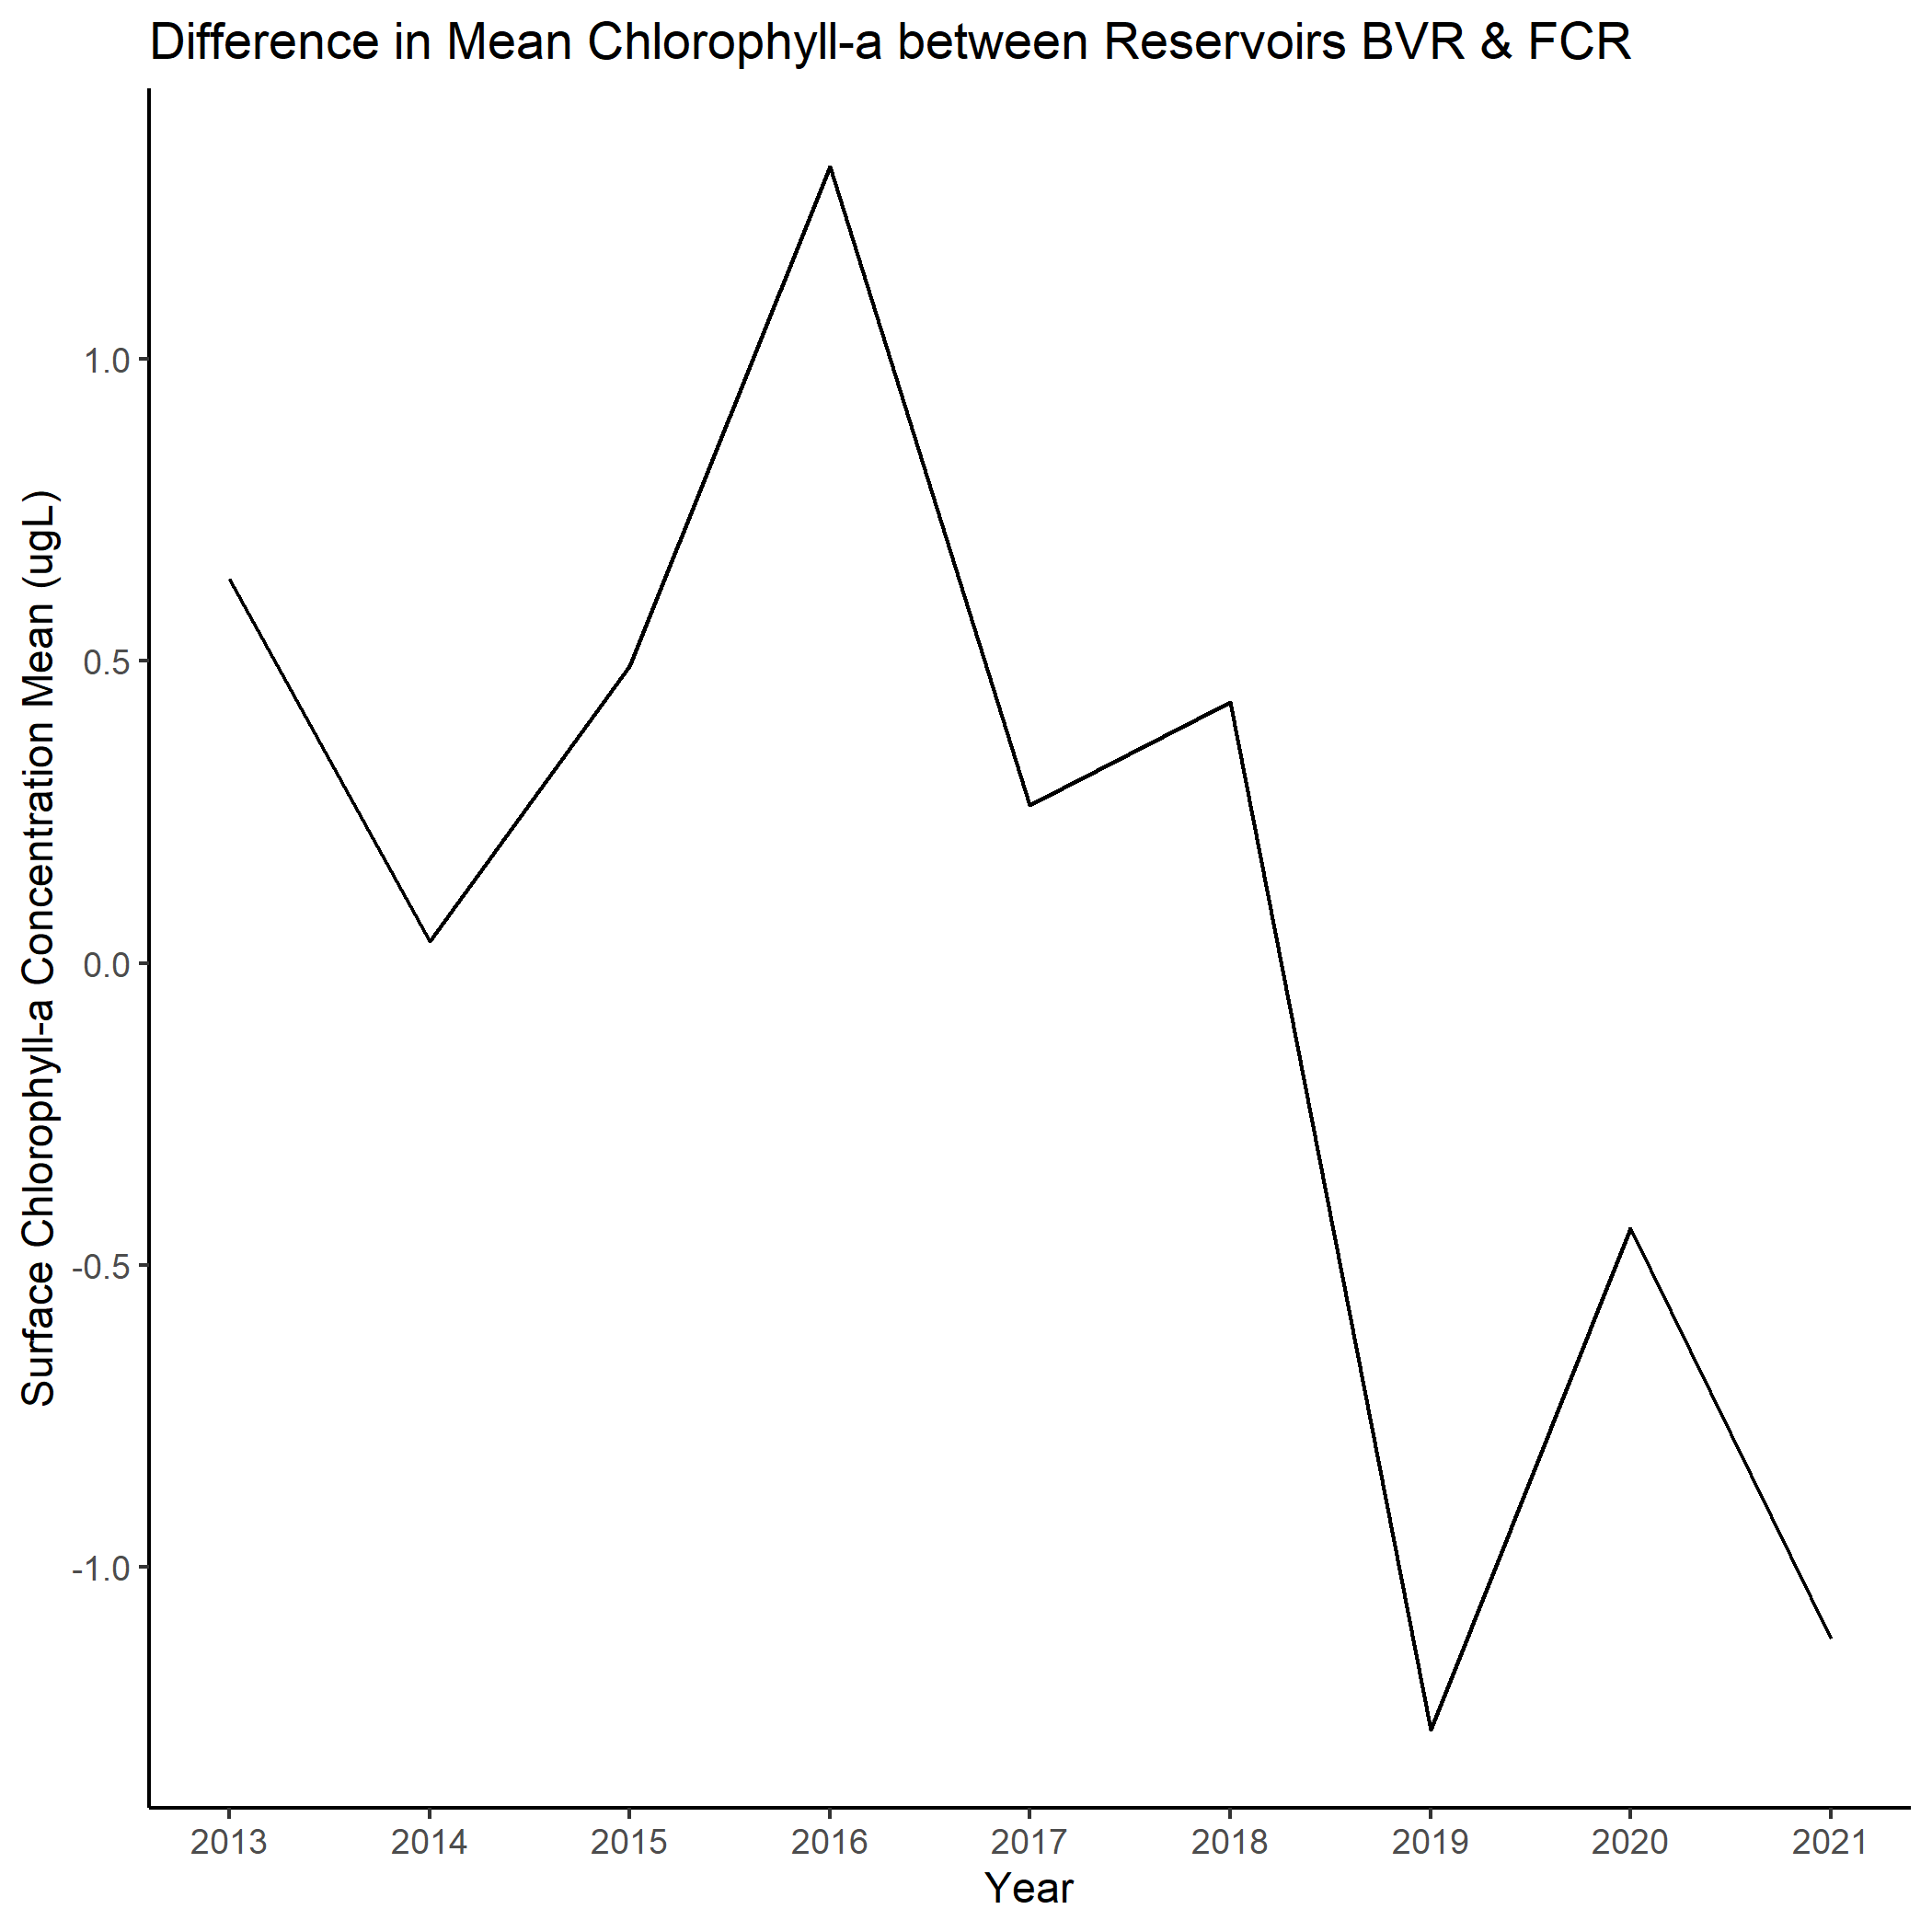 Difference in Mean Chlorophyll-a between Reservoirs BVR & FCR
Surface Chlorophyll-a Concentration Mean (ugL)
1.0
0.5
0.0
-0.5
-1.0
2013 2014 2015 2016 2017 2018 2019 2020 2021
Year